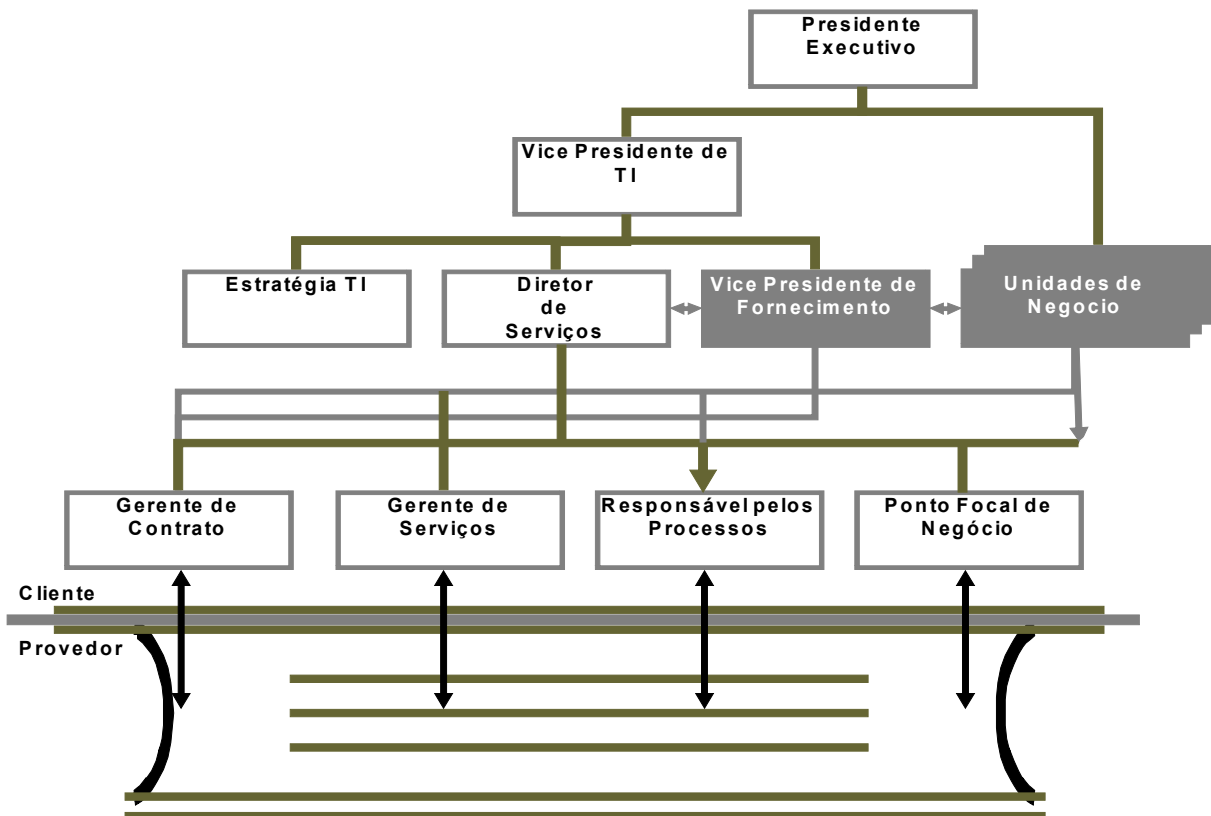 Presidente
Executivo
Vice Presidente de
TI
Estratégia TI
Diretor
de
Serviços
Vice Presidente de
Fornecimento
Unidades de
Negocio
Gerente de
Contrato
Gerente de
Serviços
Responsável pelos
Processos
Ponto Focal de
Negócio
Cliente
Provedor